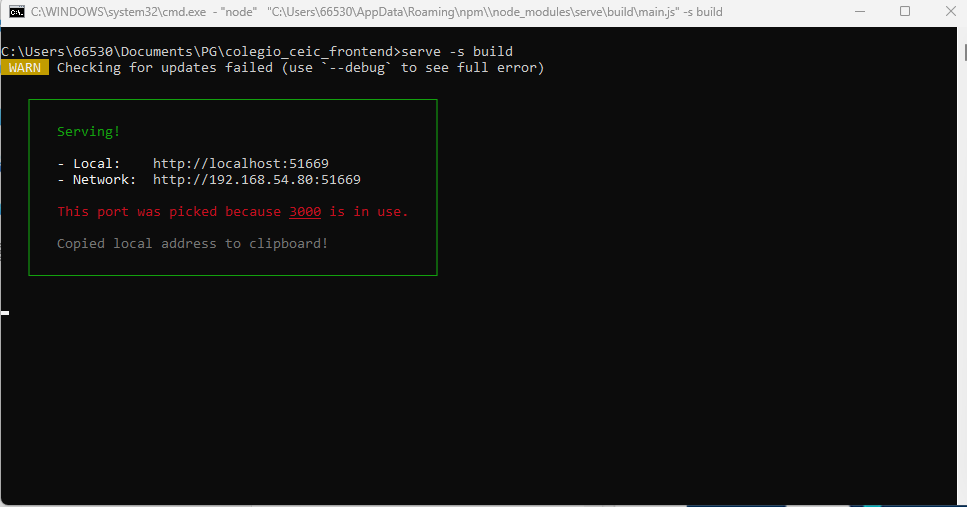 C:\WINDOWS\system32\cmd.exe - "node" "C:\Users\66530\AppData\Roaming\npm\\node_modules\serve\build\main.js" -s build
C:\Users\66530\Documents\PG\colegio_ceic_frontend>serve -s build
WARN Checking for updates failed (use `--debug` to see full error)
Serving!
- Local: http://localhost:51669
- Network: http://192.168.54.80:51669
This port was picked because 3000 is in use.
Copied local address to clipboard!